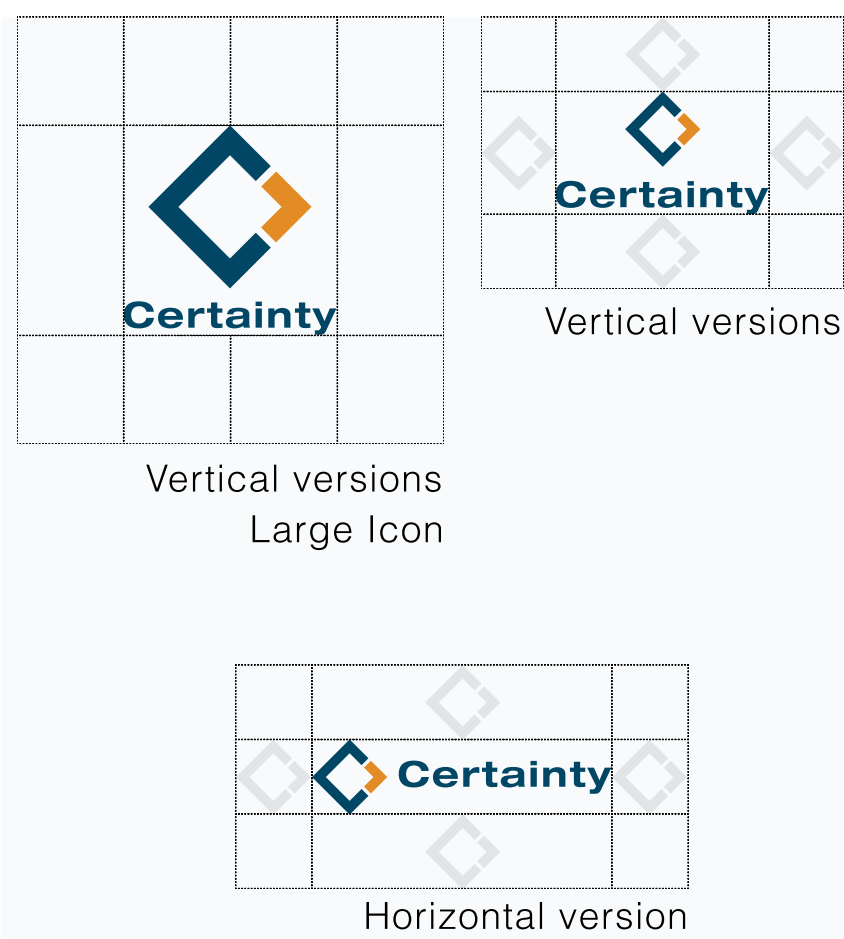 Certainty
Vertical versions
Large Icon
Certainty
Vertical versions
Certainty
Horizontal version